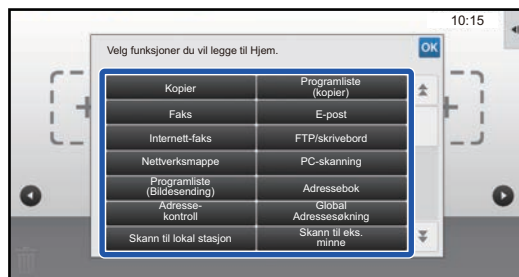 10:15
Velg funksjoner du vil legge til Hjem.
OK
Kopier
Programliste
(kopier)
Faks
E-post
Internett-faks
FTP/skrivebord
Nettverksmappe
PC-skanning
Programliste
(Bildesending)
Adressebok
Adresse-
kontroll
Global
Adressesøkning
Skann til lokal stasjon
Skann til eks.
minne